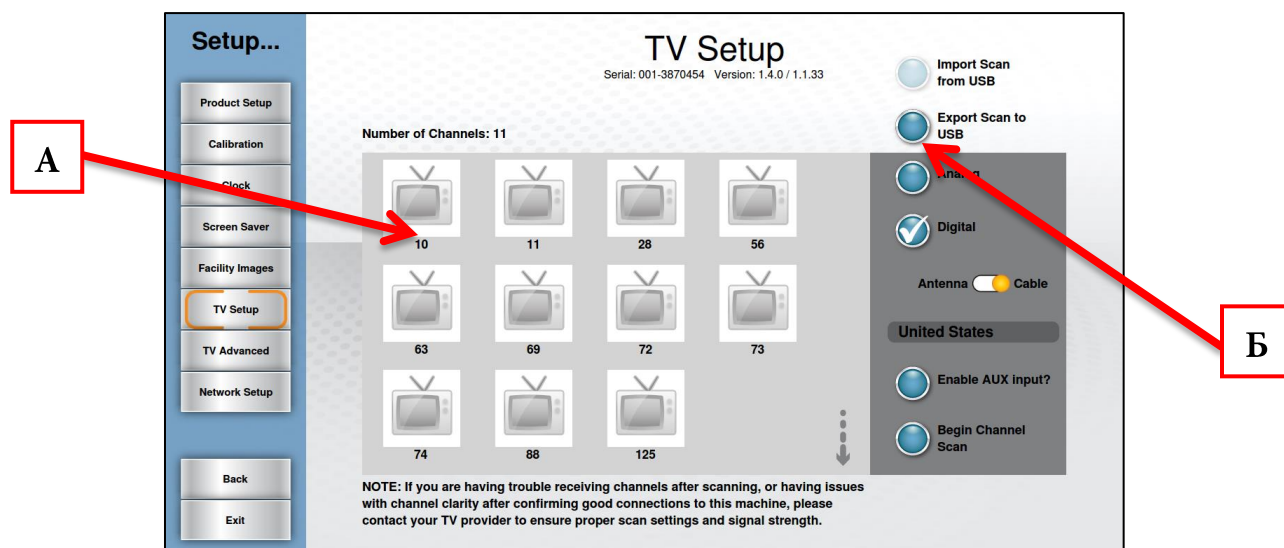 Setup...
Product Setup
Calibration
Clock
Screen Saver
Facility Images
TV Setup
TV Advanced
Network Setup
Back
Exit
А
TV Setup
Serial: 001-3870454 Version: 1.4.0 / 1.1.33
Number of Channels: 11
10 11 28 56
63 69 72 73
74 88 125
NOTE: If you are having trouble receiving channels after scanning, or having issues
with channel clarity after confirming good connections to this machine, please
contact your TV provider to ensure proper scan settings and signal strength.
Import Scan
from USB
Export Scan to
USB
Analog
Digital
Antenna Cable
United States
Enable AUX input?
Begin Channel
Scan
Б